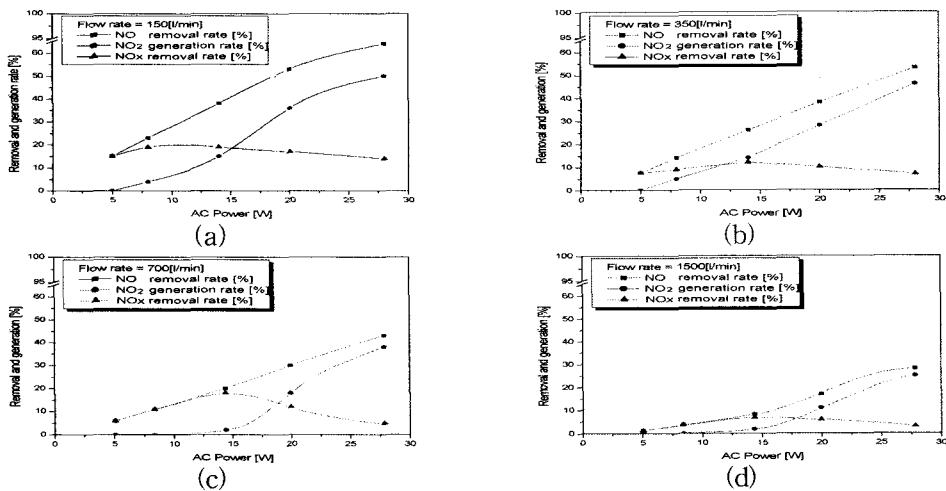 Flow rate = 150[l/min]
NO removal rate [%]
NO₂ generation rate [%]
NOx removal rate [%]
Removal and generation rate [%]
100
95
60
50
40
30
20
10
0
0 5 10 15 20 25 30
AC Power [W]
(a)
Flow rate = 350[l/min]
NO removal rate [%]
NO₂ generation rate [%]
NOx removal rate [%]
Removal and generation [%]
100
95
60
50
40
30
20
10
0
0 5 10 15 20 25 30
AC Power [W]
(b)
Flow rate = 700[l/min]
NO removal rate [%]
NO₂ generation rate [%]
NOx removal rate [%]
Removal and generation [%]
100
95
60
50
40
30
20
10
0
0 5 10 15 20 25 30
AC Power [W]
(c)
Flow rate = 1500[l/min]
NO removal rate [%]
NO₂ generation rate [%]
NOx removal rate [%]
Removal and generation [%]
100
95
60
50
40
30
20
10
0
0 5 10 15 20 25 30
AC Power [W]
(d)